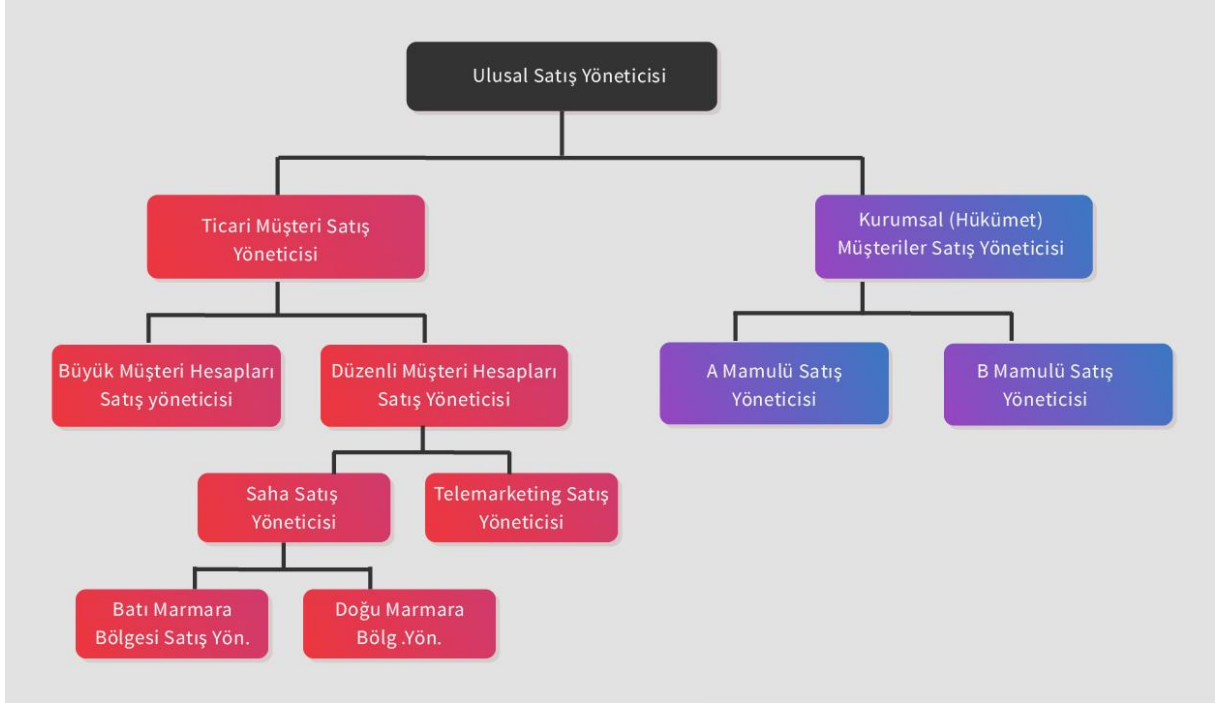 Ulusal Satış Yöneticisi
Ticari Müşteri Satış
Yöneticisi
Kurumsal (Hükümet)
Müşteriler Satış Yöneticisi
Büyük Müşteri Hesapları
Satış yöneticisi
Düzenli Müşteri Hesapları
Satış Yöneticisi
A Mamulü Satış
Yöneticisi
B Mamulü Satış
Yöneticisi
Saha Satış
Yöneticisi
Telemarketing Satış
Yöneticisi
Batı Marmara
Bölgesi Satış Yön.
Doğu Marmara
Bölg .Yön.